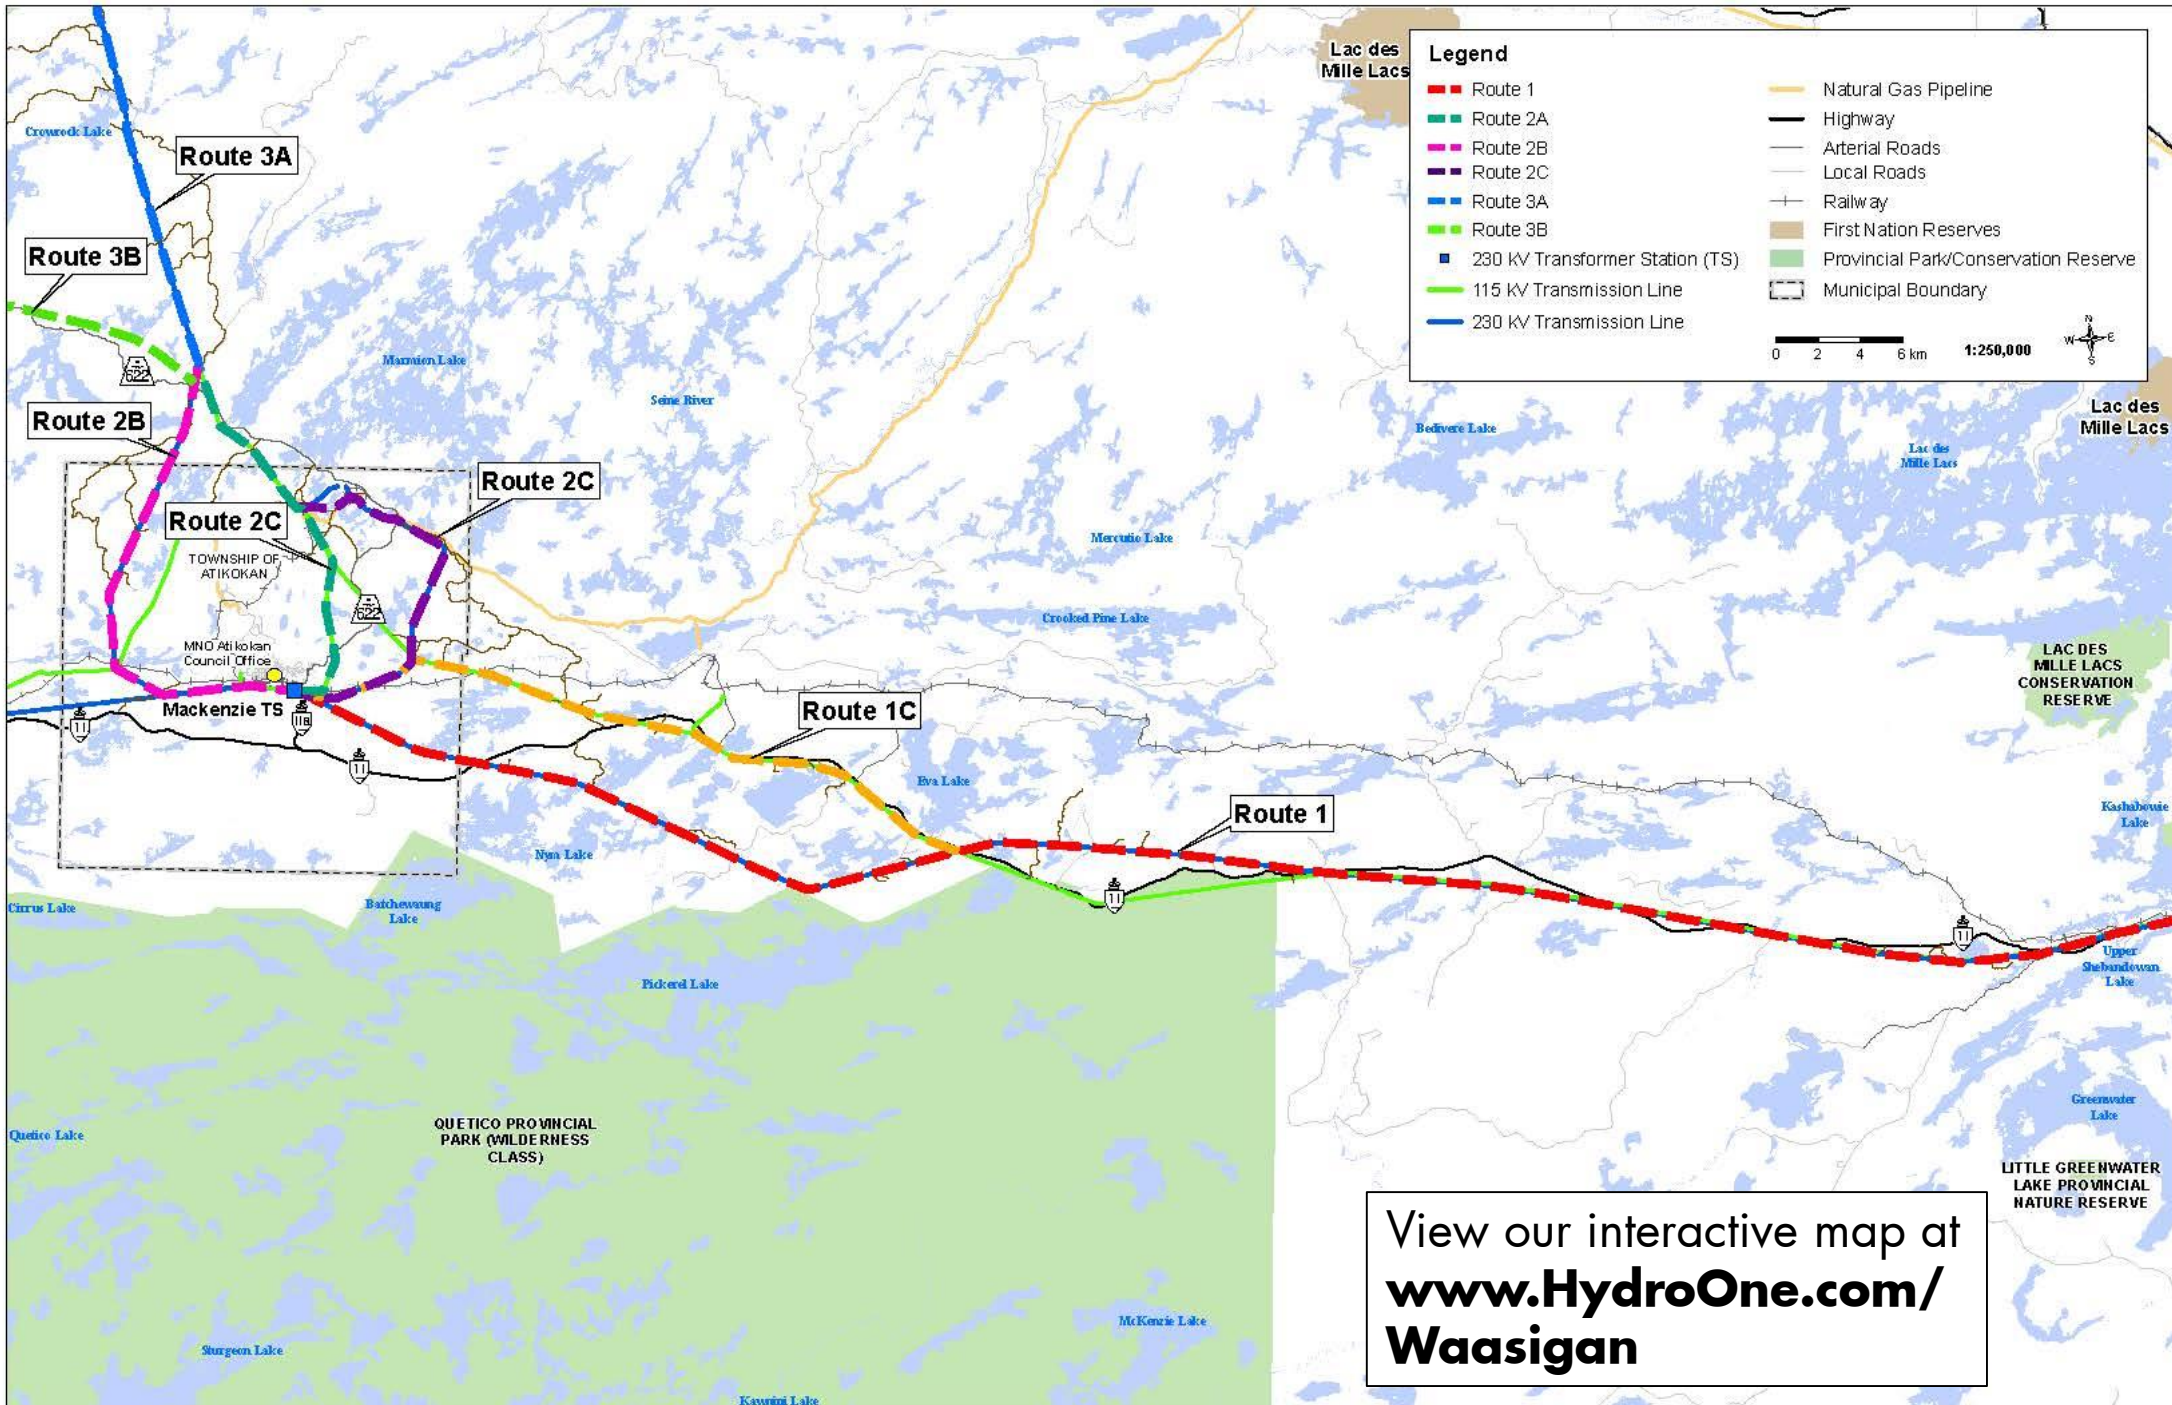 Lac des
Mille Lacs
Legend
Route 1
Route 2A
Route 2B
Route 2C
Route 3A
Route 3B
230 kV Transformer Station (TS)
115 kV Transmission Line
230 kV Transmission Line
Natural Gas Pipeline
Highway
Arterial Roads
Local Roads
Railway
First Nation Reserves
Provincial Park/Conservation Reserve
Municipal Boundary
0 2 4 6 km
1:250,000
N
W E
S
Crowrock Lake
Route 3A
Route 3B
622
Marmion Lake
Seine River
Route 2B
Bedivere Lake
Lac des
Mille Lacs
Lac des
Mille Lacs
Route 2C
Route 2C
TOWNSHIP OF
ATIKOKAN
Mercutio Lake
622
Crooked Pine Lake
MNO Atikokan
Council Office
LAC DES
MILLE LACS
CONSERVATION
RESERVE
Mackenzie TS
11
11B
11
Route 1C
Eva Lake
Route 1
Kashabowie
Lake
Nym Lake
11
11
Cirrus Lake
Batchewaung
Lake
Upper
Shebandowan
Lake
Pickerel Lake
Quetico Lake
QUETICO PROVINCIAL
PARK (WILDERNESS
CLASS)
Greenwater
Lake
LITTLE GREENWATER
LAKE PROVINCIAL
NATURE RESERVE
View our interactive map at
www.HydroOne.com/
Waasigan
McKenzie Lake
Sturgeon Lake
Kawnipi Lake